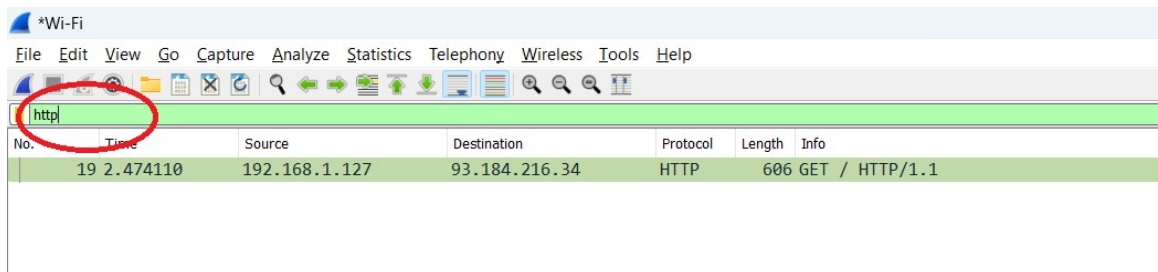 *Wi-Fi
File Edit View Go Capture Analyze Statistics Telephony Wireless Tools Help
http
No. Time Source Destination Protocol Length Info
19 2.474110 192.168.1.127 93.184.216.34 HTTP 606 GET / HTTP/1.1